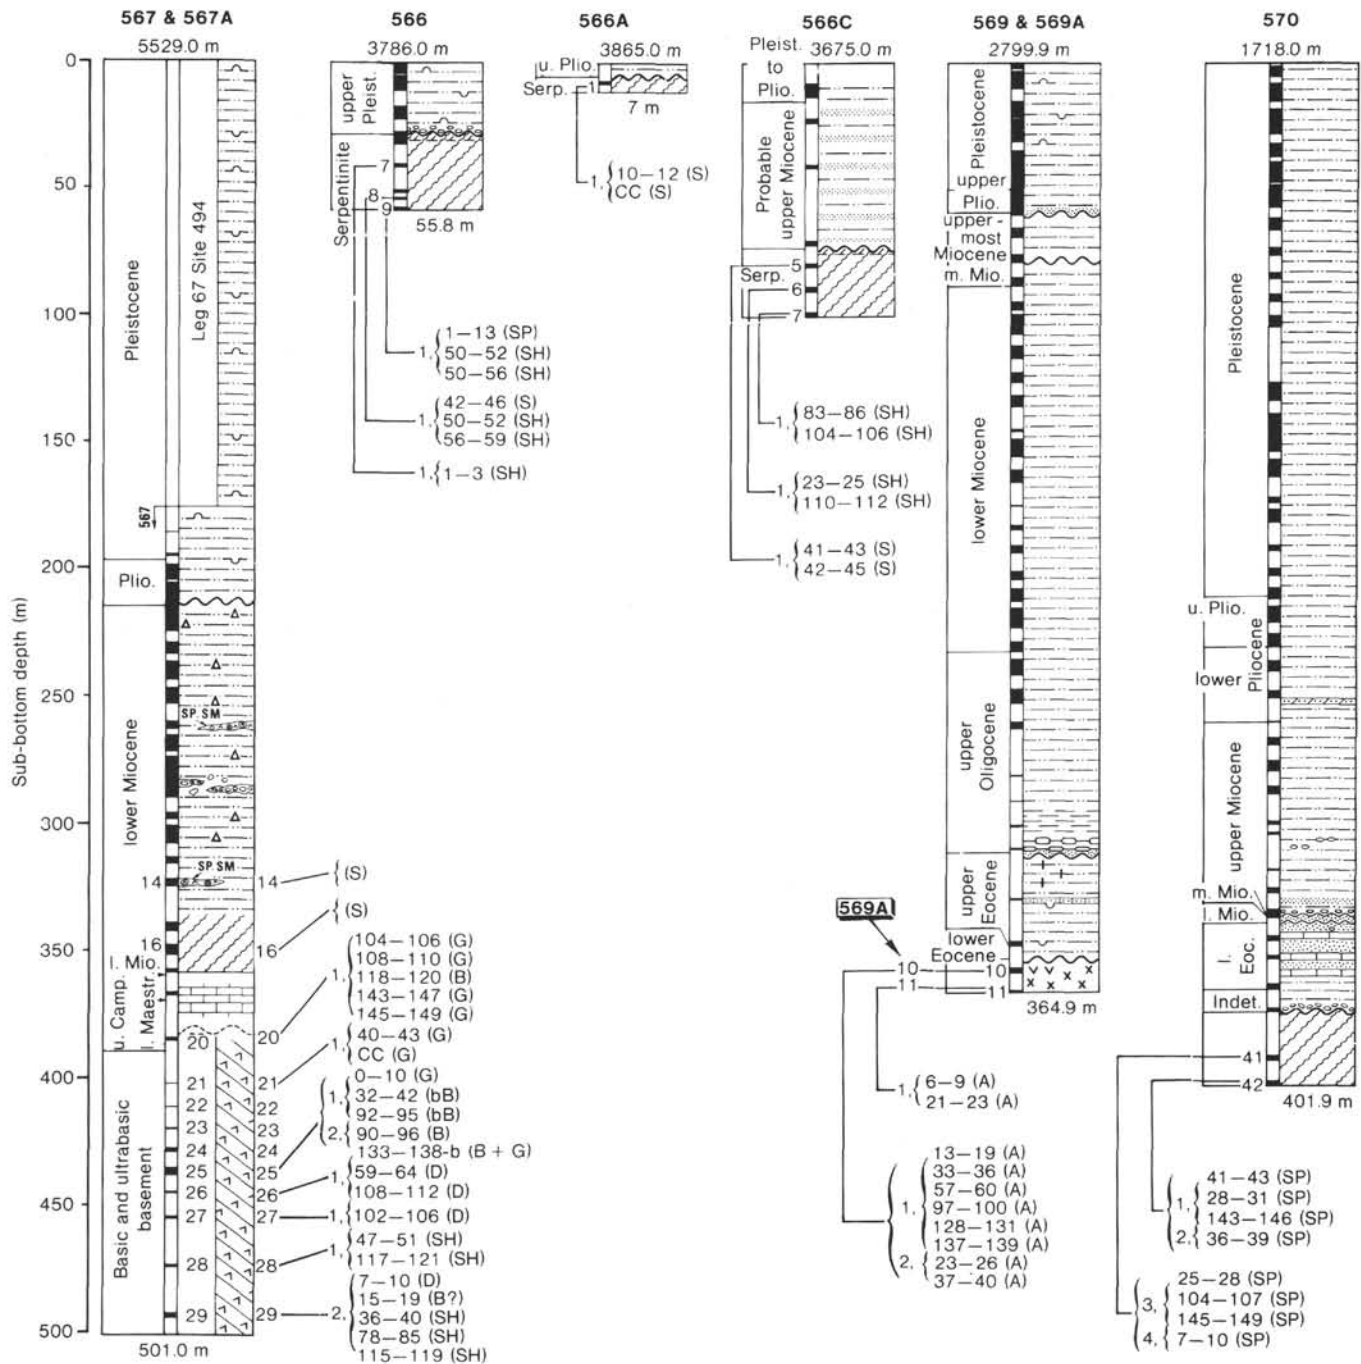 567 & 567A
5529.0 m
566
3786.0 m
566A
3865.0 m
566C
3675.0 m
569 & 569A
2799.9 m
570
1718.0 m
Sub-bottom depth (m)
0
50
100
150
200
250
300
350
400
450
500
Pleistocene
Leg 67 Site 494
567
Plio.
lower Miocene
SP SM
SP SM
14
16
l. Mio.
u. Camp.
l. Maestr.
Basic and ultrabasic
basement
20
21
22
23
24
25
26
27
28
29
501.0 m
14
16
20
21
22
23
24
25
26
27
28
29
(S)
(S)
1, 104–106 (G)
108–110 (G)
118–120 (B)
143–147 (G)
145–149 (G)
1, 40–43 (G)
CC (G)
1, 0–10 (G)
32–42 (bB)
92–95 (bB)
2, 90–96 (B)
133–138-b (B + G)
1, 59–64 (D)
108–112 (D)
1, 102–106 (D)
1, 47–51 (SH)
117–121 (SH)
2, 7–10 (D)
15–19 (B?)
36–40 (SH)
78–85 (SH)
115–119 (SH)
upper
Pleist.
Serpentinite
7
8
9
55.8 m
1, 1–13 (SP)
50–52 (SH)
50–56 (SH)
1, 42–46 (S)
50–52 (SH)
56–59 (SH)
1, 1–3 (SH)
u. Plio.
Serp.
1
7 m
1, 10–12 (S)
CC (S)
Pleist.
to
Plio.
Probable
upper Miocene
Serp.
5
6
7
1, 83–86 (SH)
104–106 (SH)
1, 23–25 (SH)
110–112 (SH)
1, 41–43 (S)
42–45 (S)
Pleistocene
upper
Plio.
upper-
most
Miocene
m. Mio.
lower Miocene
upper
Oligocene
upper
Eocene
lower
Eocene
569A
10
11
10
11
364.9 m
1, 6–9 (A)
21–23 (A)
1, 13–19 (A)
33–36 (A)
57–60 (A)
97–100 (A)
128–131 (A)
137–139 (A)
2, 23–26 (A)
37–40 (A)
Pleistocene
u. Plio.
lower
Pliocene
upper Miocene
m. Mio.
l. Mio.
l.
Eoc.
Indet.
41
42
401.9 m
1, 41–43 (SP)
28–31 (SP)
143–146 (SP)
2, 36–39 (SP)
3, 25–28 (SP)
104–107 (SP)
145–149 (SP)
4, 7–10 (SP)